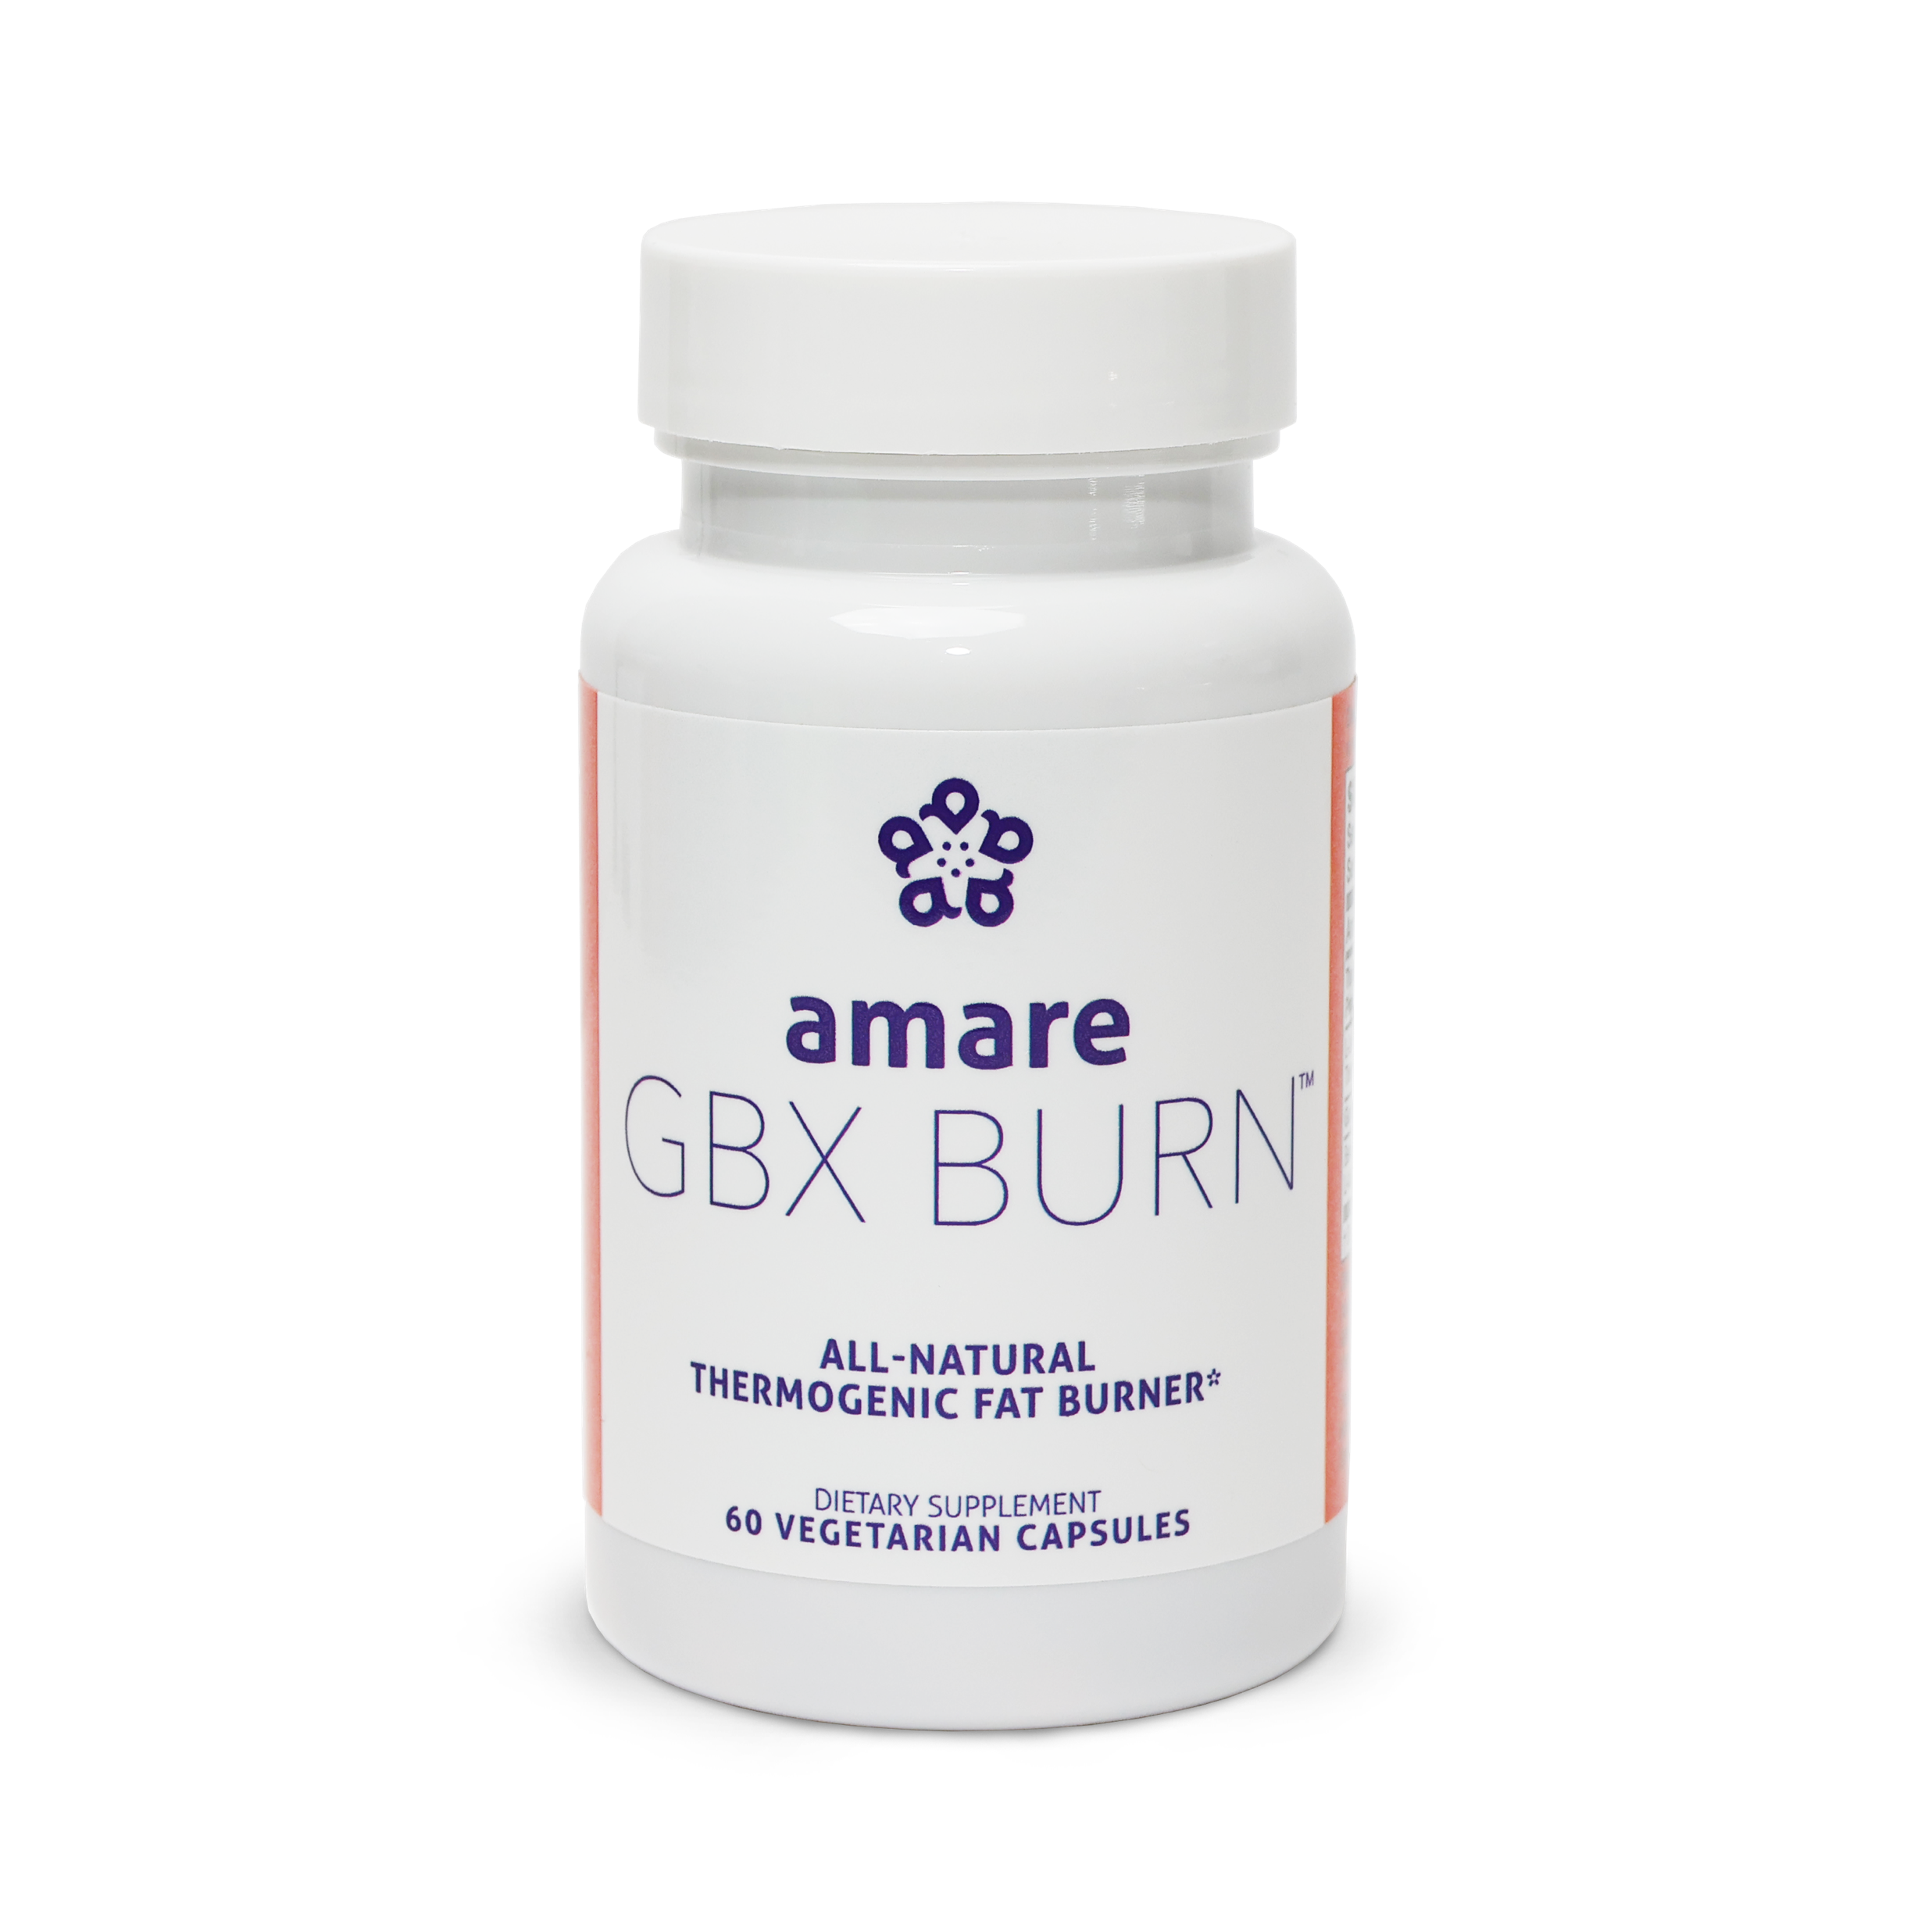 amare
GBX BURN™
ALL-NATURAL
THERMOGENIC FAT BURNER*
DIETARY SUPPLEMENT
60 VEGETARIAN CAPSULES